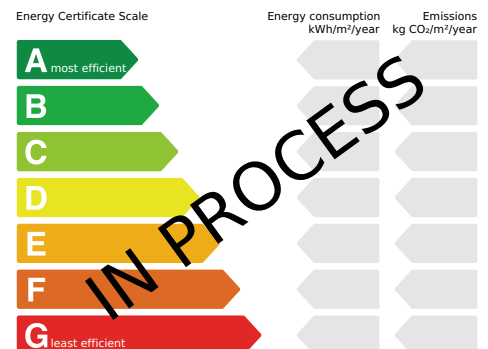 Energy Certificate Scale
Energy consumption
kWh/m²/year
Emissions
kg CO₂/m²/year
A most efficient
B
C
D
E
F
G least efficient
IN PROCESS